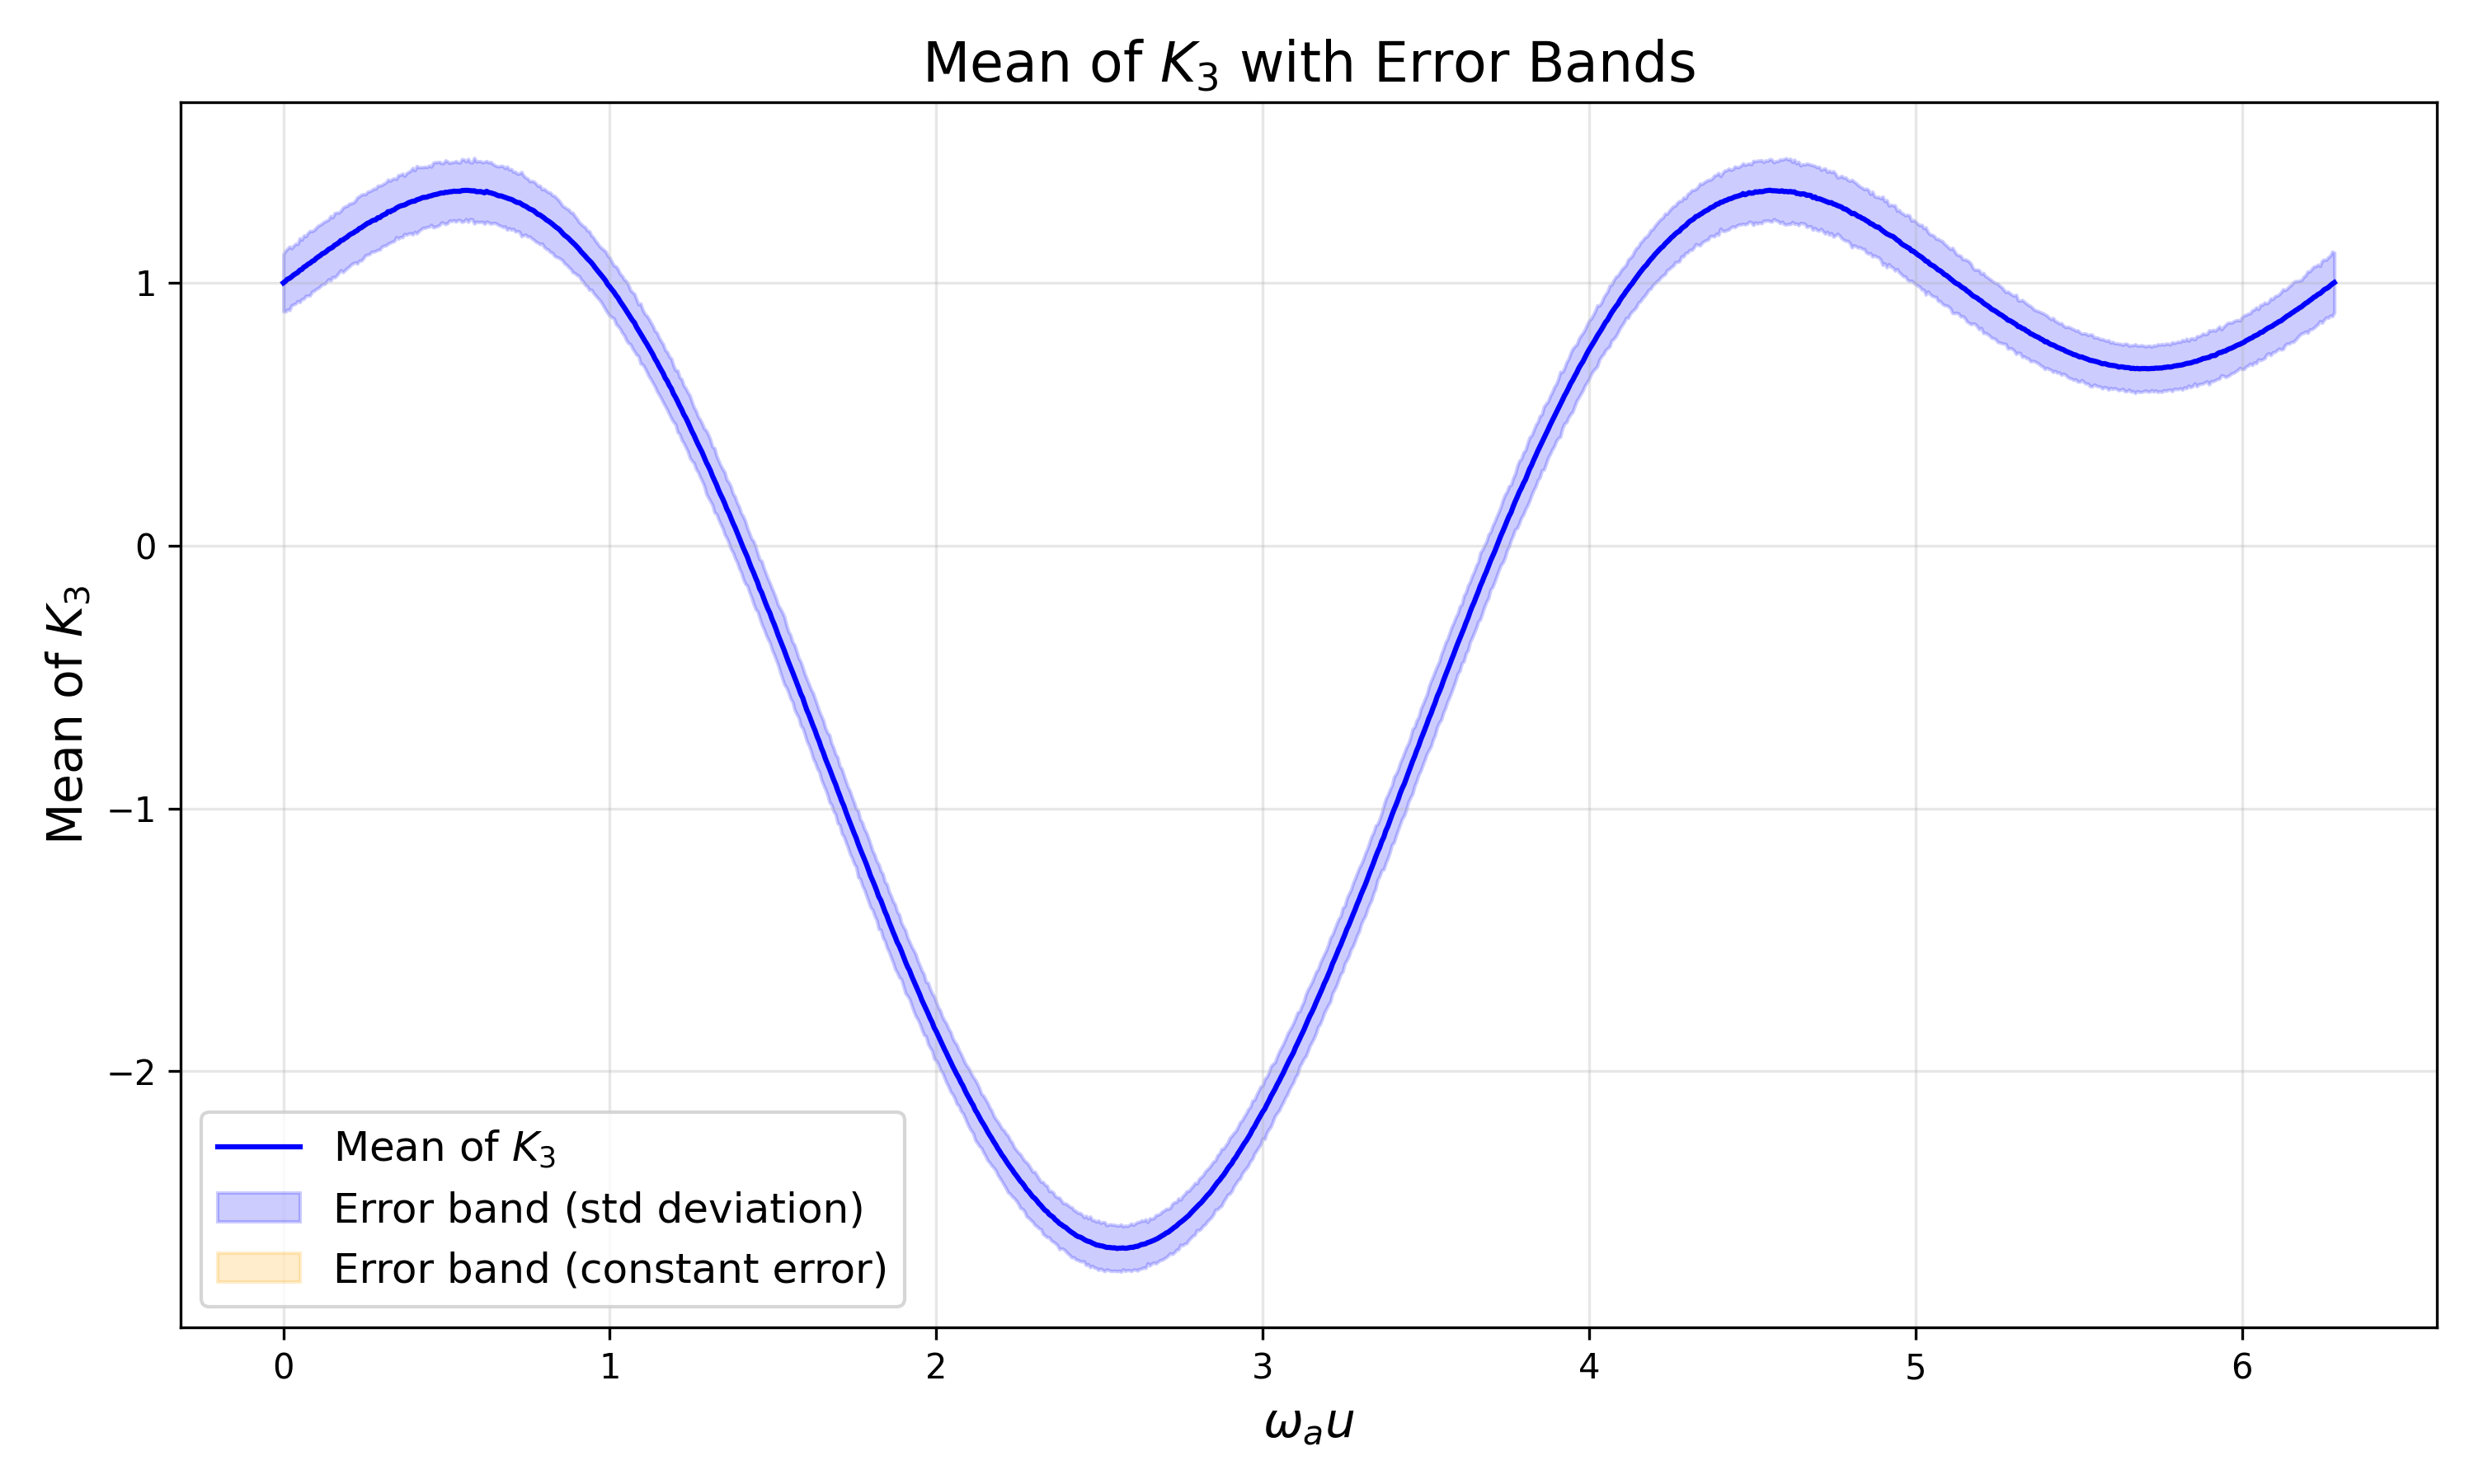 Mean of K₃ with Error Bands
Mean of K₃
1
0
−1
−2
Mean of K₃
Error band (std deviation)
Error band (constant error)
0 1 2 3 4 5 6
ωₐu